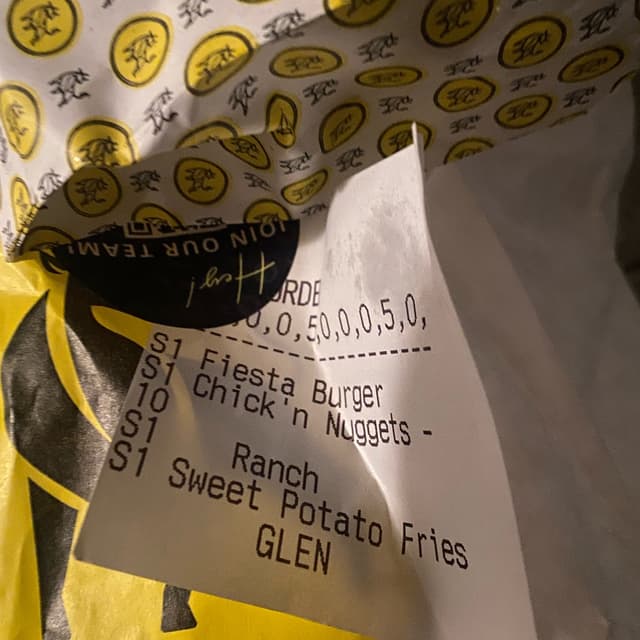 JOIN OUR TEAM!
Hey!
ORDE
0,0,50,0,0,5,0,
S1 Fiesta Burger
S1 Chick'n Nuggets -
10
S1 Ranch
S1 Sweet Potato Fries
GLEN